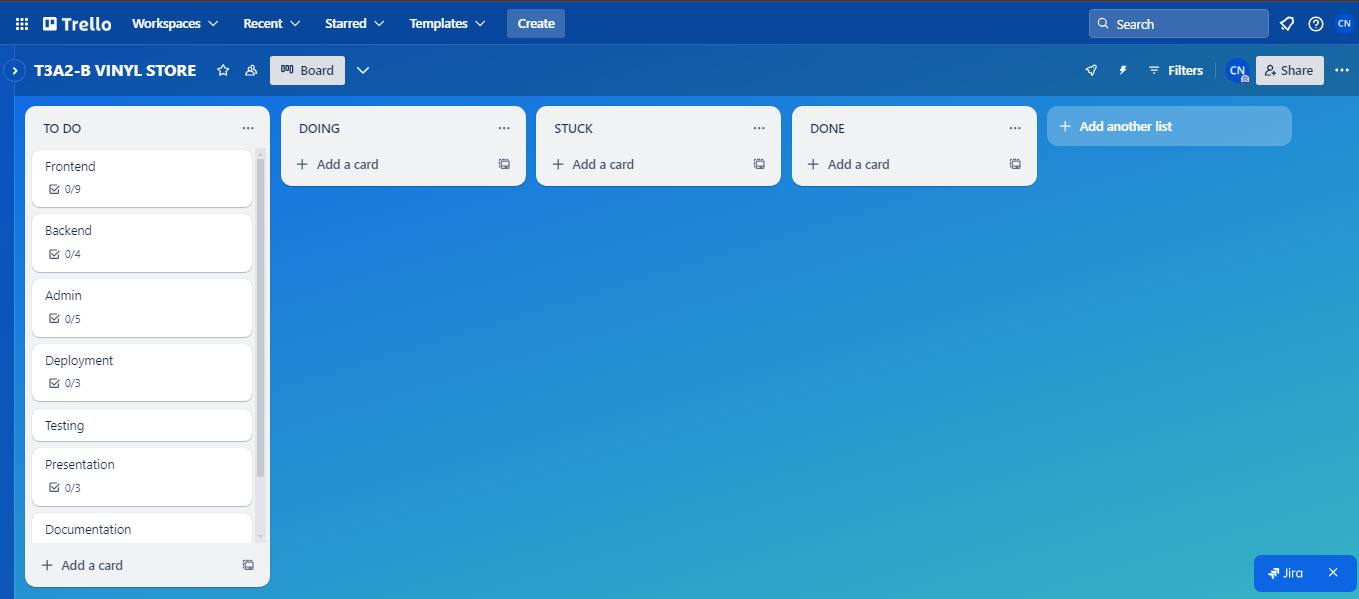 Trello Workspaces Recent Starred Templates Create Search CN
T3A2-B VINYL STORE Board Filters CN Share
TO DO
Frontend
0/9
Backend
0/4
Admin
0/5
Deployment
0/3
Testing
Presentation
0/3
Documentation
+ Add a card
DOING
+ Add a card
STUCK
+ Add a card
DONE
+ Add a card
+ Add another list
Jira